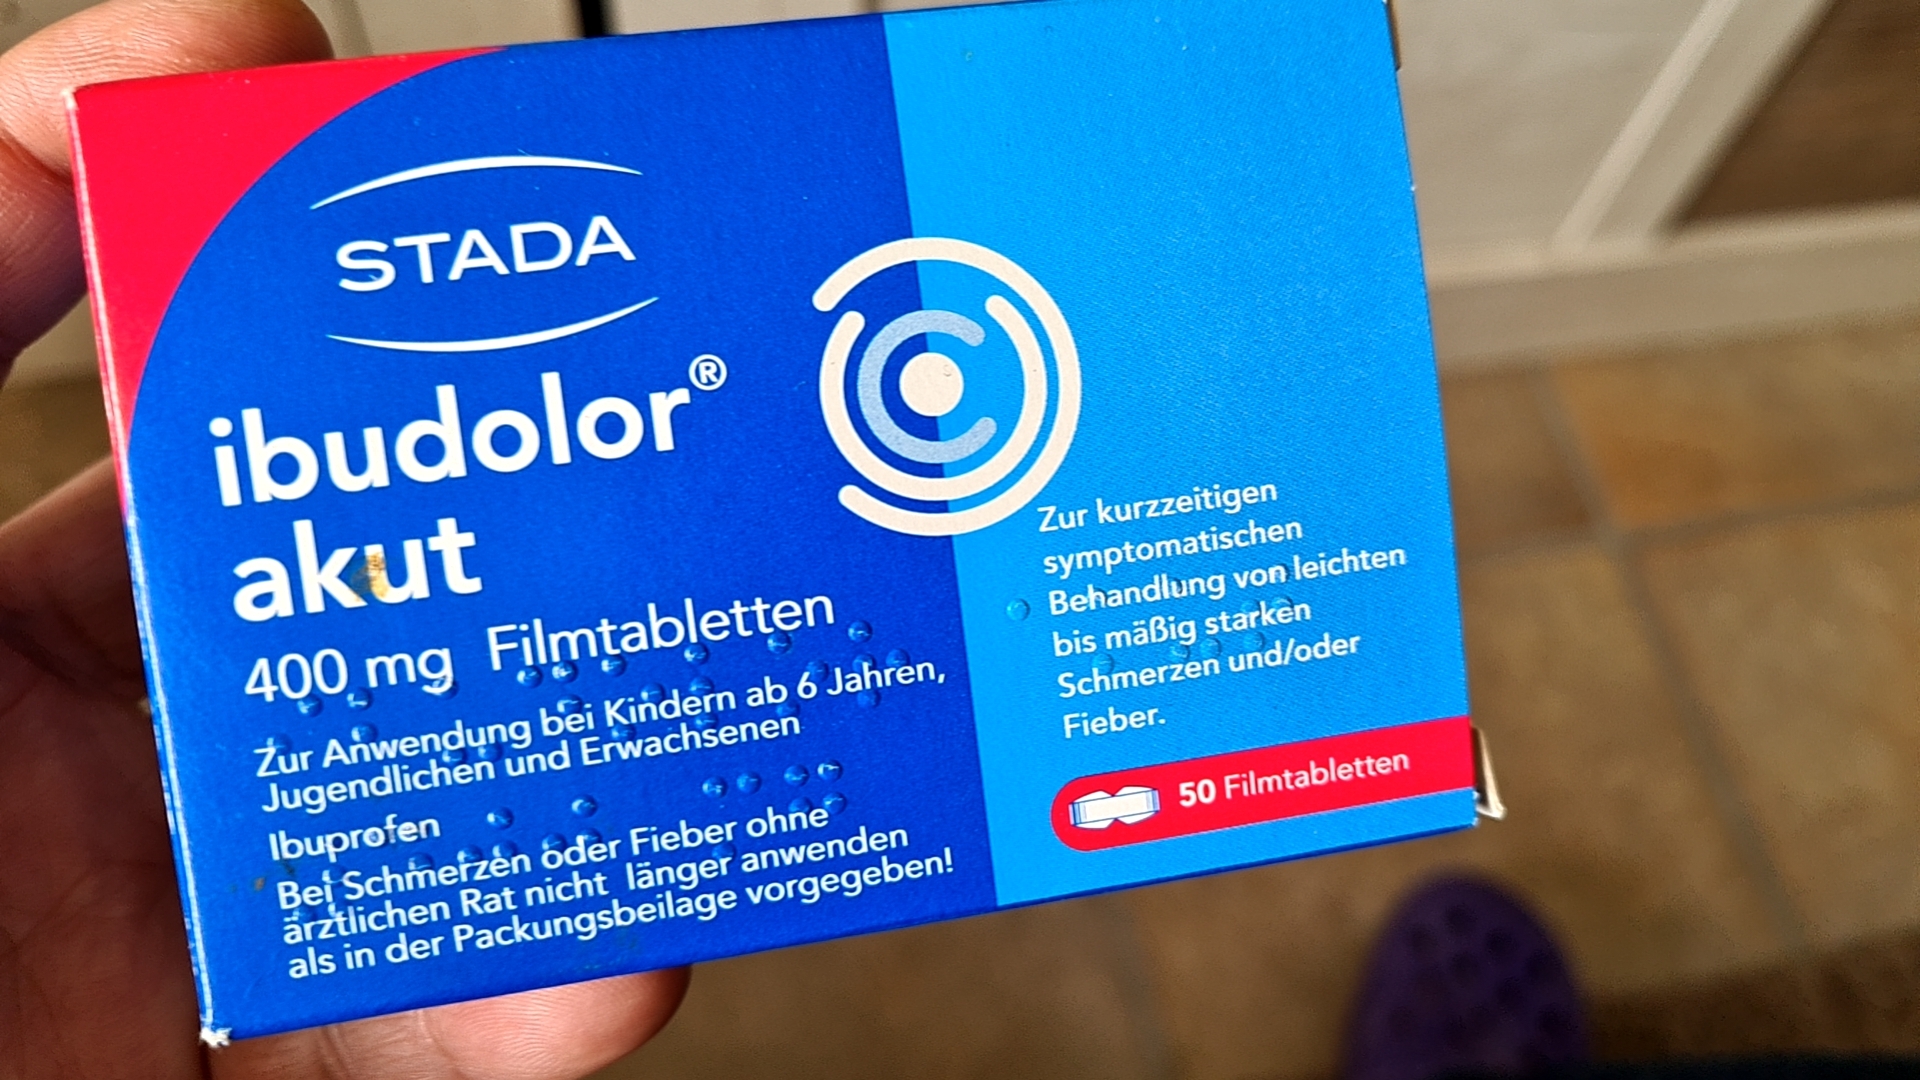 STADA
ibudolor®
akut
400 mg Filmtabletten
Zur Anwendung bei Kindern ab 6 Jahren,
Jugendlichen und Erwachsenen
Ibuprofen
Bei Schmerzen oder Fieber ohne
ärztlichen Rat nicht länger anwenden
als in der Packungsbeilage vorgegeben!
Zur kurzzeitigen
symptomatischen
Behandlung von leichten
bis mäßig starken
Schmerzen und/oder
Fieber.
50 Filmtabletten